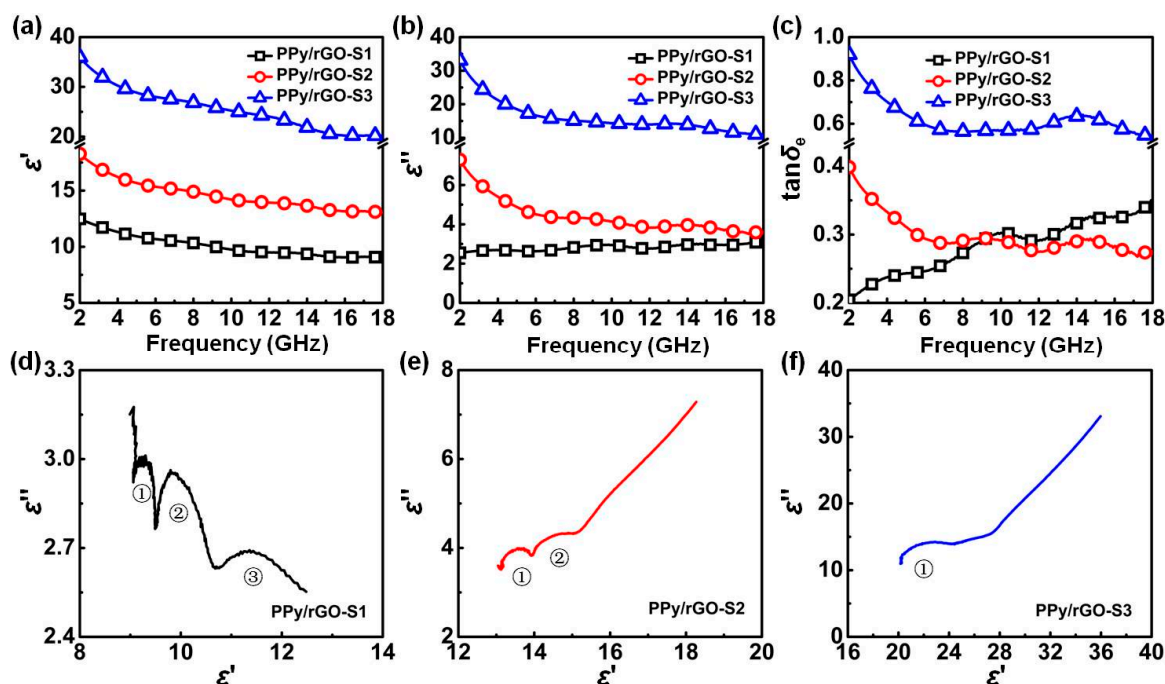 (a)
40
30
20
15
10
5
ε'
PPy/rGO-S1
PPy/rGO-S2
PPy/rGO-S3
2 4 6 8 10 12 14 16 18
Frequency (GHz)
(b)
40
30
20
10
6
4
2
0
ε''
PPy/rGO-S1
PPy/rGO-S2
PPy/rGO-S3
2 4 6 8 10 12 14 16 18
Frequency (GHz)
(c)
1.0
0.8
0.6
0.4
0.3
0.2
tanδe
PPy/rGO-S1
PPy/rGO-S2
PPy/rGO-S3
2 4 6 8 10 12 14 16 18
Frequency (GHz)
(d)
3.3
3.0
2.7
2.4
ε''
①
②
③
PPy/rGO-S1
8 10 12 14
ε'
(e)
8
6
4
2
ε''
①
②
PPy/rGO-S2
12 14 16 18 20
ε'
(f)
40
30
20
10
0
ε''
①
PPy/rGO-S3
16 20 24 28 32 36 40
ε'